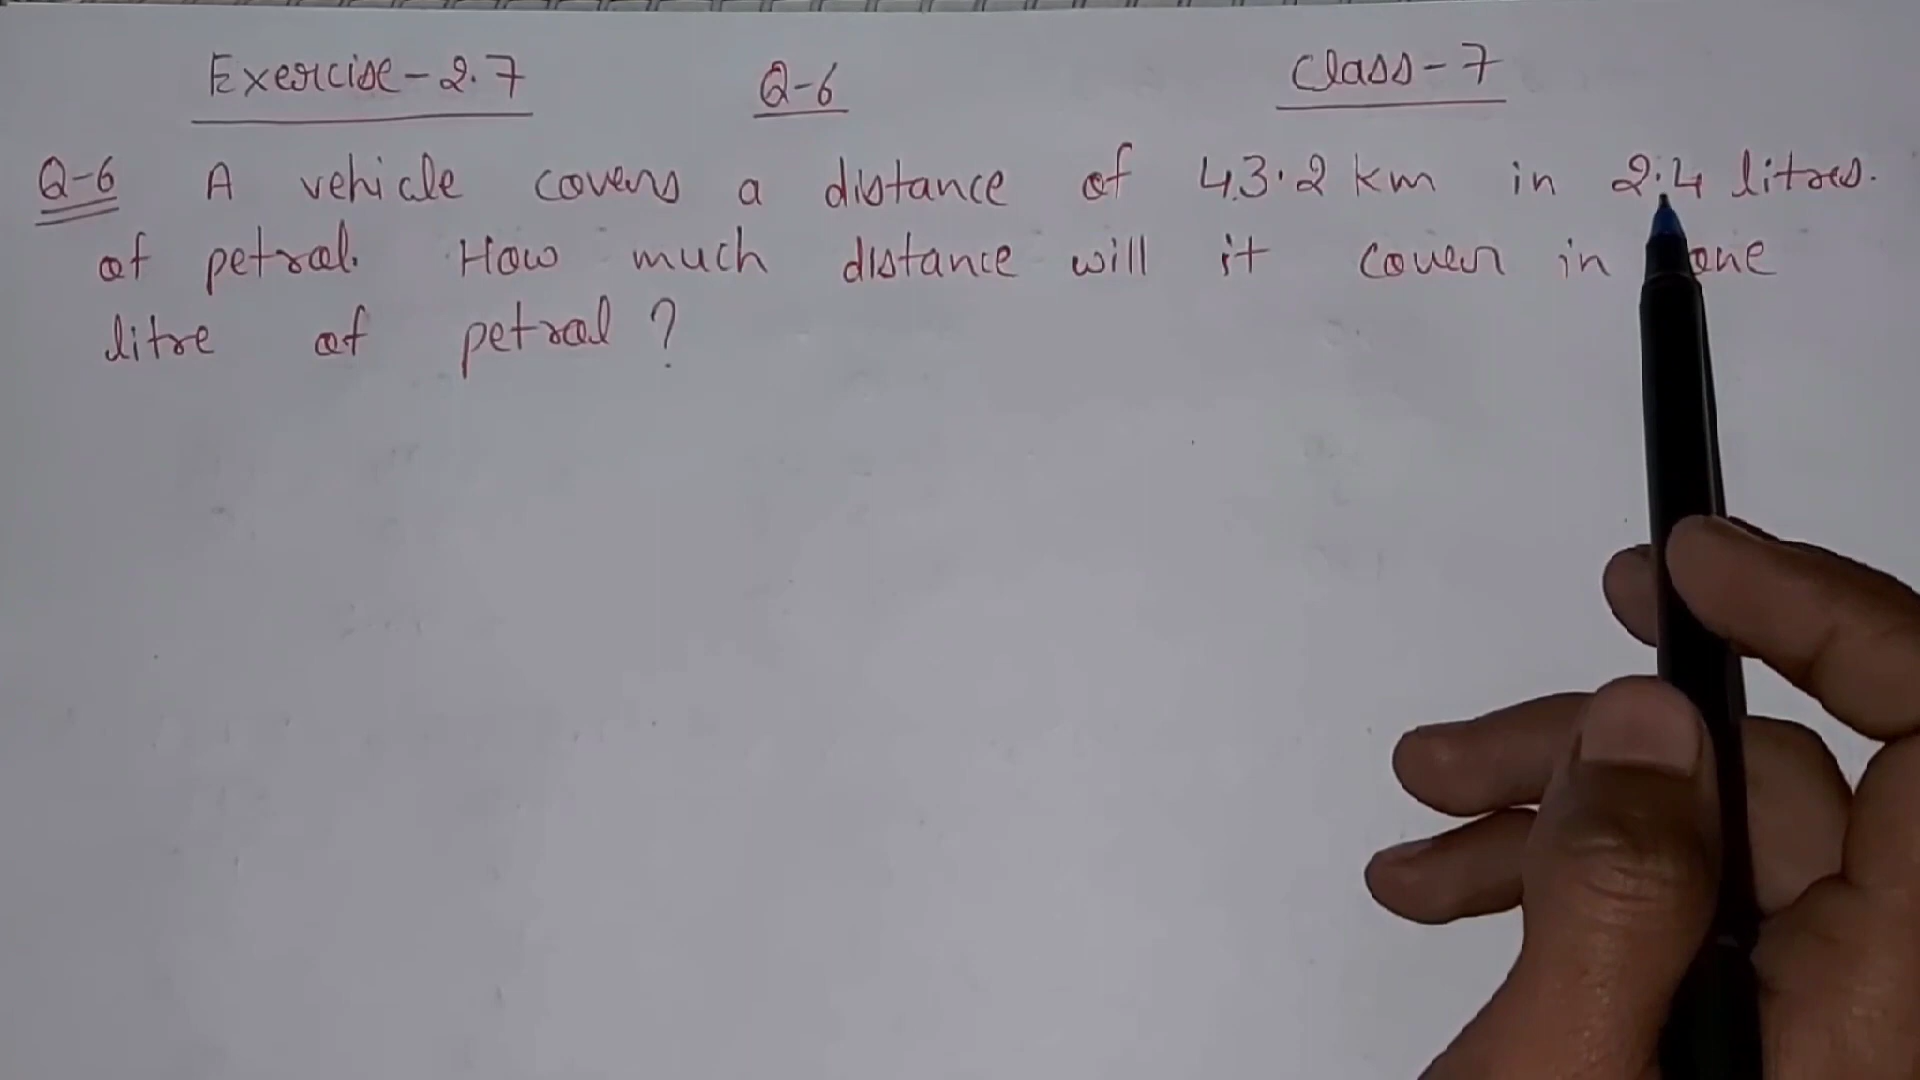 Exercise-2.7 Q-6 Class-7
Q-6 A vehicle covers a distance of 43.2 km in 2.4 litres.
of petrol. How much distance will it cover in one
litre of petrol?